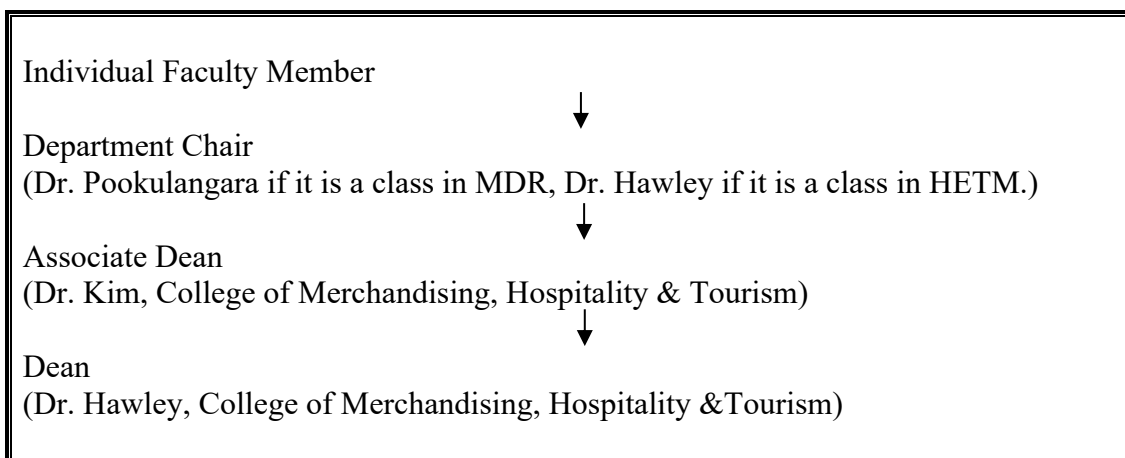 Individual Faculty Member
Department Chair
(Dr. Pookulangara if it is a class in MDR, Dr. Hawley if it is a class in HETM.)
Associate Dean
(Dr. Kim, College of Merchandising, Hospitality & Tourism)
Dean
(Dr. Hawley, College of Merchandising, Hospitality &Tourism)